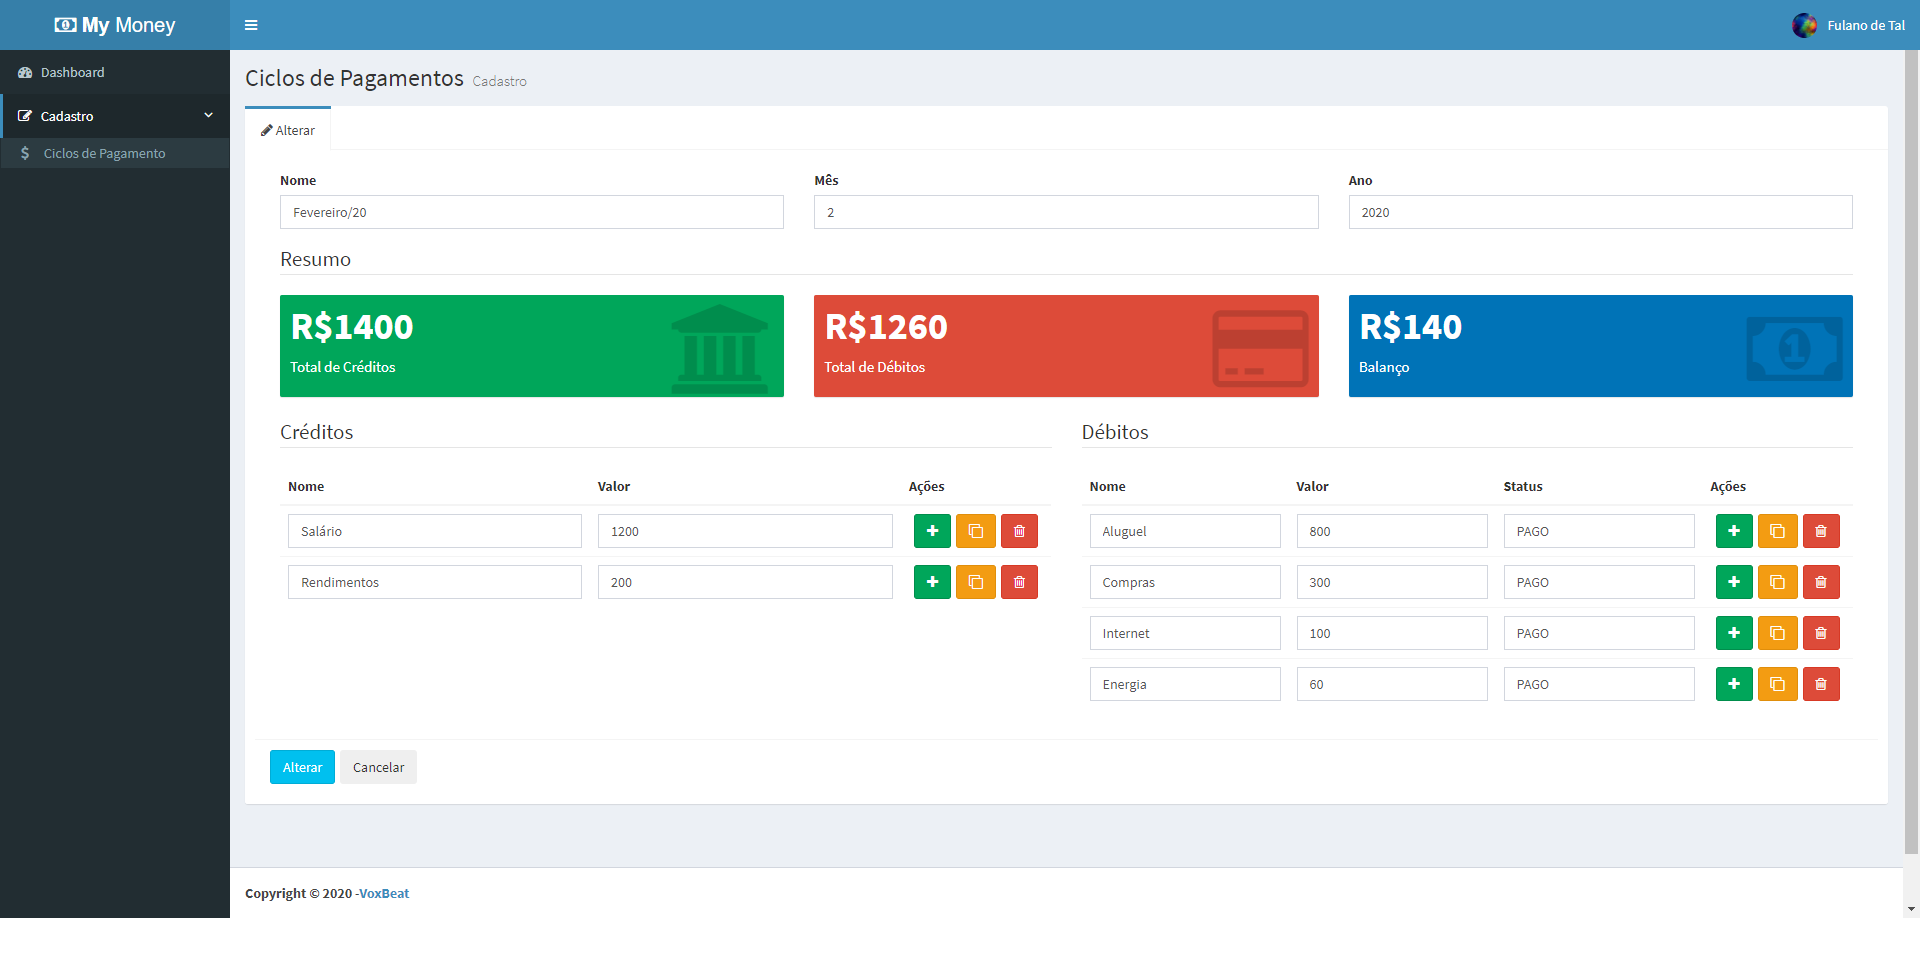 My Money
Fulano de Tal
Dashboard
Cadastro
Ciclos de Pagamento
Ciclos de Pagamentos Cadastro
Alterar
Nome Mês Ano
Fevereiro/20 2 2020
Resumo
R$1400 R$1260 R$140
Total de Créditos Total de Débitos Balanço
Créditos
Nome Valor Ações
Salário 1200
Rendimentos 200
Débitos
Nome Valor Status Ações
Aluguel 800 PAGO
Compras 300 PAGO
Internet 100 PAGO
Energia 60 PAGO
Alterar Cancelar
Copyright © 2020 -VoxBeat